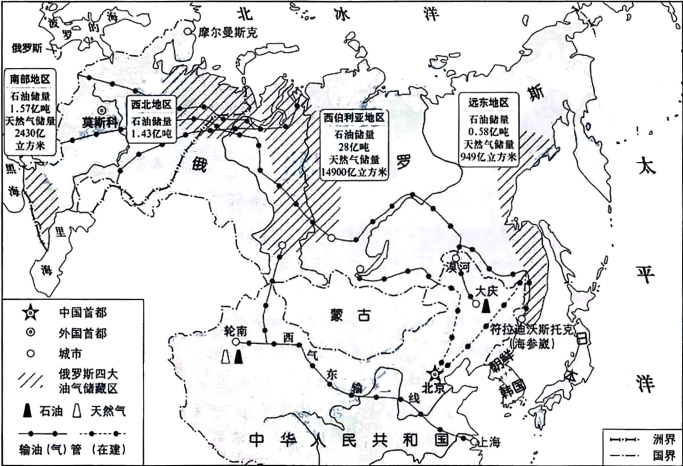 北冰洋
波罗的海
摩尔曼斯克
俄罗斯
南部地区
石油储量
1.57亿吨
天然气储量
2430亿
立方米
莫斯科
西北地区
石油储量
1.43亿吨
西伯利亚地区
石油储量
28亿吨
天然气储量
14900亿立方米
远东地区
石油储量
0.58亿吨
天然气储量
949亿立方米
俄罗斯
太平洋
黑海
里海
漠河
大庆
蒙古
符拉迪沃斯托克
(海参崴)
朝鲜
韩国
日本
轮南
西气东输一线
北京
上海
中华人民共和国
中国首都
外国首都
城市
俄罗斯四大
油气储藏区
石油 天然气
输油(气)管 (在建)
洲界
国界